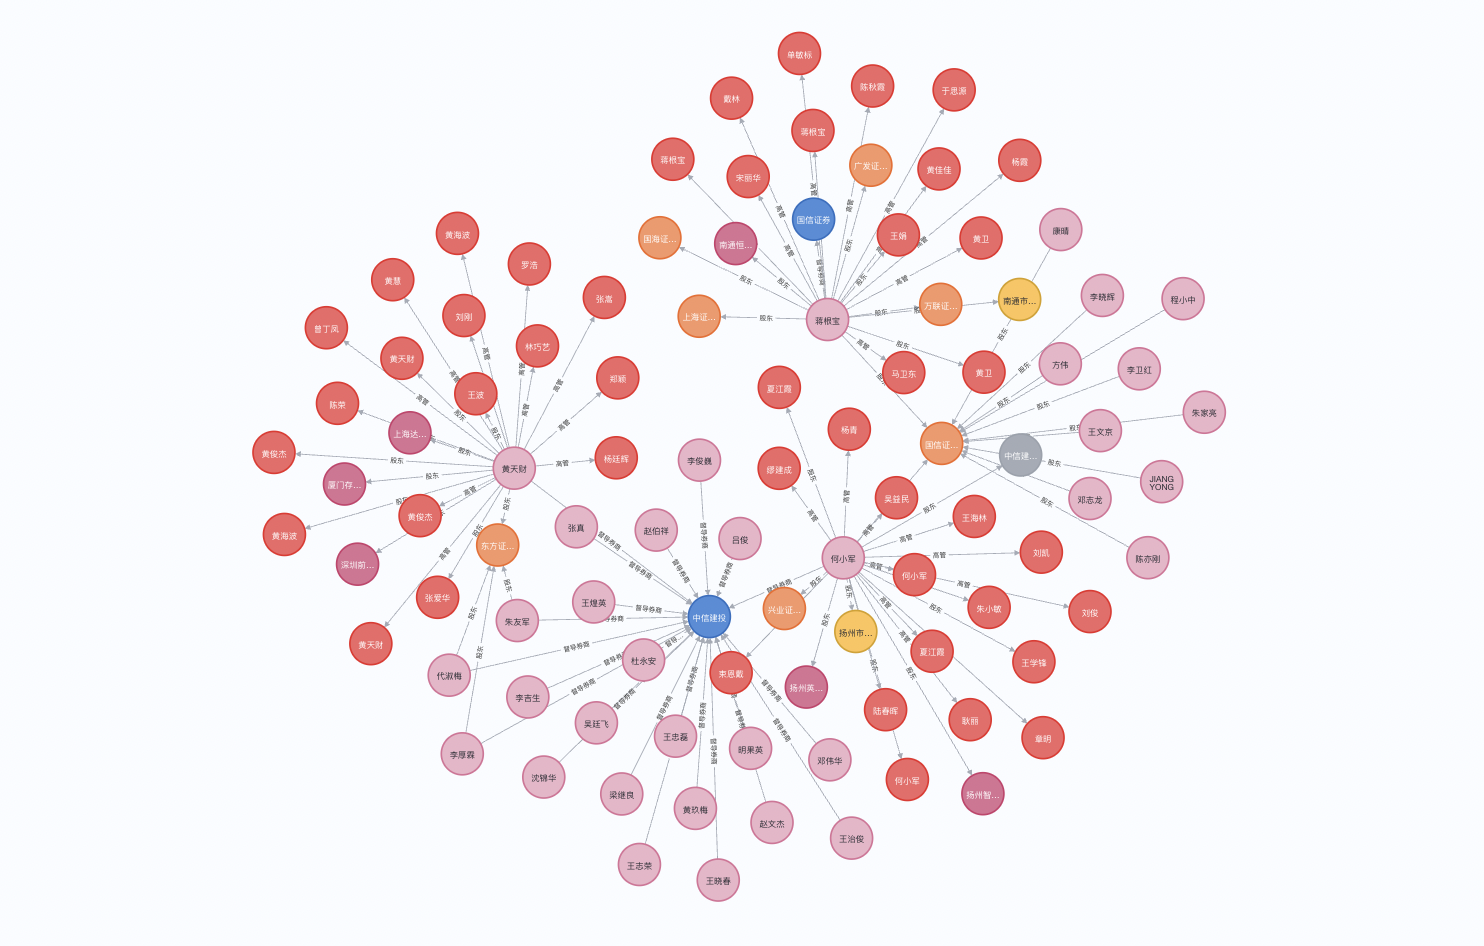 单敏标
陈秋霞
于思源
戴林
蒋根宝
蒋根宝
广发证...
黄佳佳
杨霞
宋丽华
国信证券
康晴
黄海波
国海证...
南通恒...
王娟
黄卫
罗浩
黄慧
张嵩
万联证...
南通市...
李晓辉
程小中
曾丁凤
刘刚
上海证...
蒋根宝
林巧艺
黄天财
方伟
李卫红
马卫东
黄卫
郑颖
王波
夏江霞
陈荣
朱家亮
上海达...
杨青
王文京
国信证...
黄俊杰
杨廷辉
李俊巍
中信建...
黄天财
缪建成
厦门存...
JIANG
YONG
吴益民
邓志龙
黄俊杰
王海林
黄海波
张真
赵伯祥
吕俊
东方证...
刘凯
何小军
陈亦刚
深圳前...
何小军
张爱华
王煜英
兴业证...
朱小敏
刘俊
朱友军
中信建投
扬州市...
黄天财
夏江霞
杜永安
王学锋
代淑梅
束恩戴
扬州英...
李吉生
陆春晖
耿丽
吴廷飞
王忠磊
章明
李厚霖
明果英
邓伟华
沈锦华
何小军
梁继良
扬州智...
黄玖梅
赵文杰
王治俊
王志荣
王晓春
高管
股东
督导券商